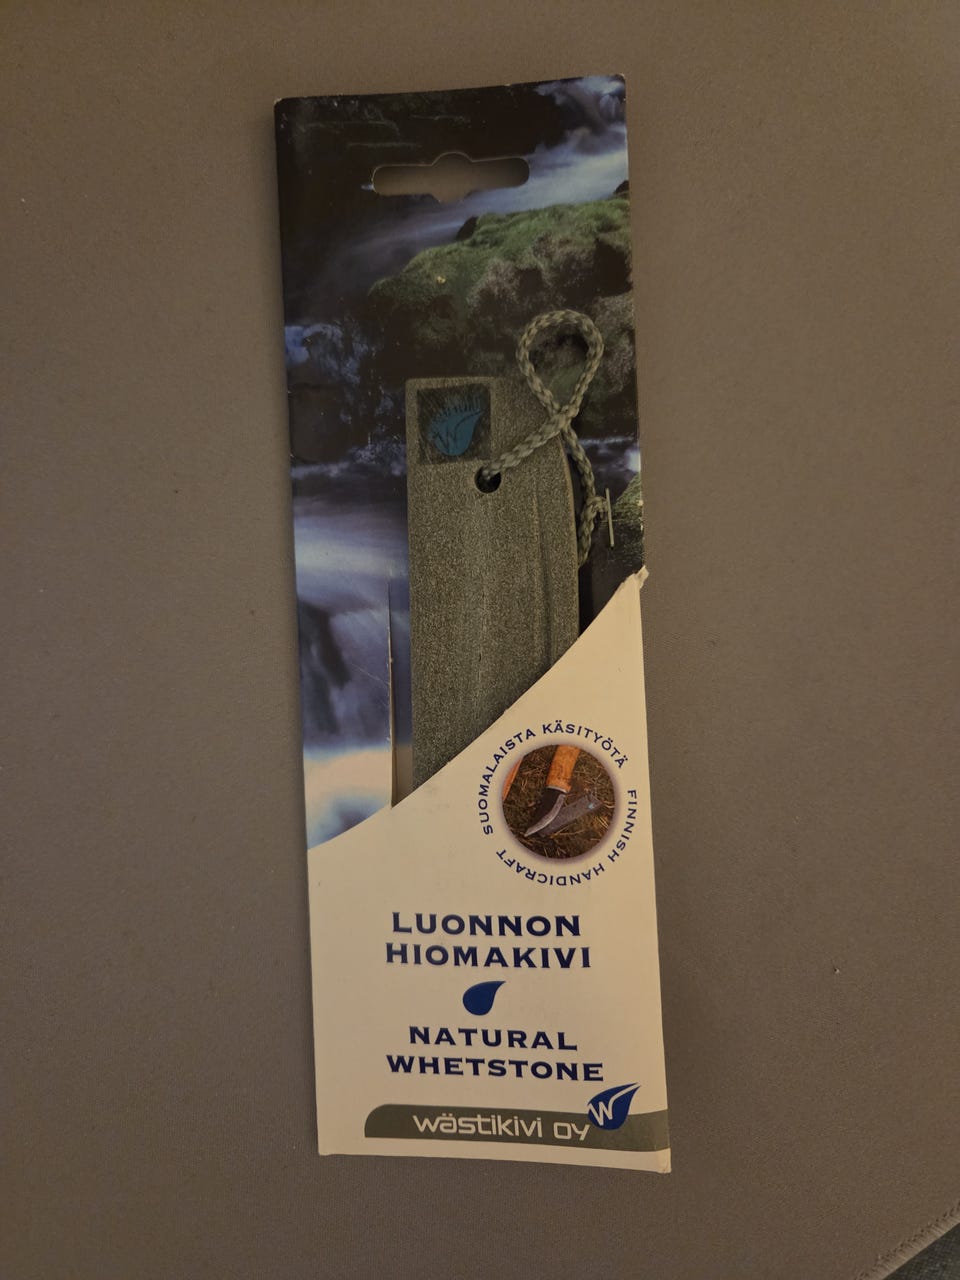 W
SUOMALAISTA KÄSITYÖTÄ
FINNISH HANDICRAFT
LUONNON
HIOMAKIVI
NATURAL
WHETSTONE
W
wästikivi oy